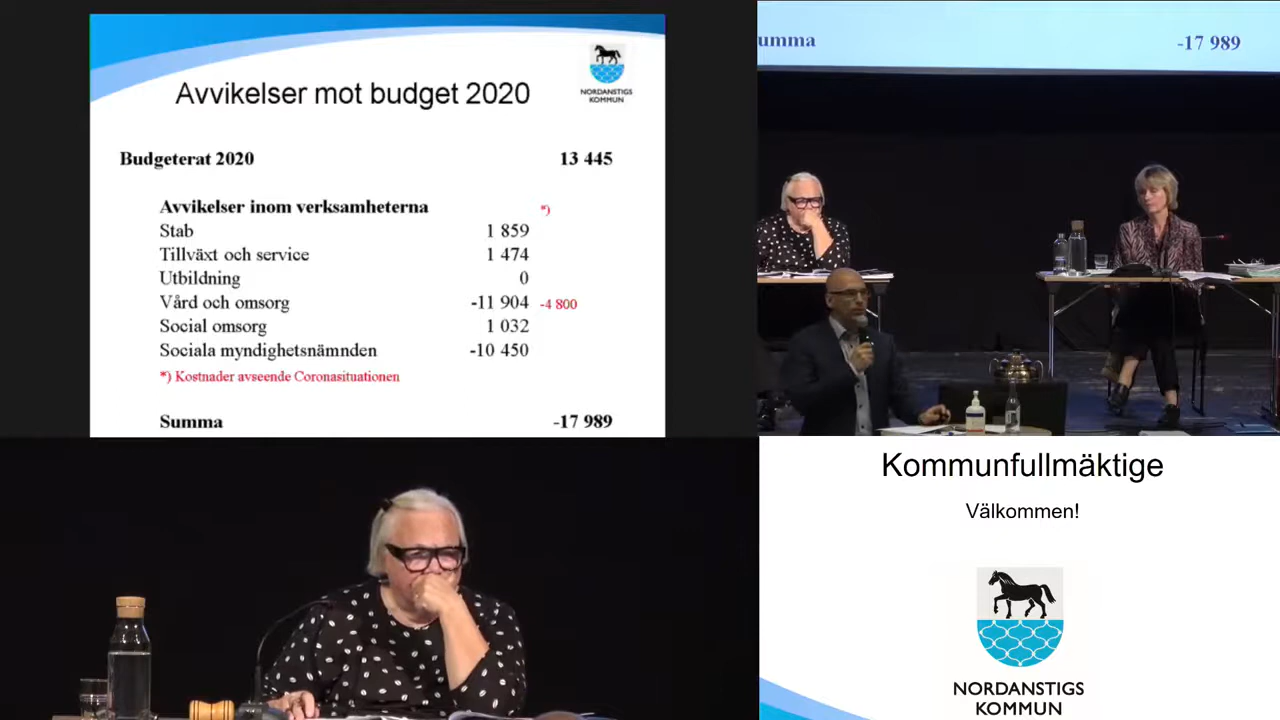 Avvikelser mot budget 2020
NORDANSTIGS
KOMMUN
Budgeterat 2020 13 445
Avvikelser inom verksamheterna *)
Stab 1 859
Tillväxt och service 1 474
Utbildning 0
Vård och omsorg -11 904 -4 800
Social omsorg 1 032
Sociala myndighetsnämnden -10 450
*) Kostnader avseende Coronasituationen
Summa -17 989
umma -17 989
Kommunfullmäktige
Välkommen!
NORDANSTIGS
KOMMUN